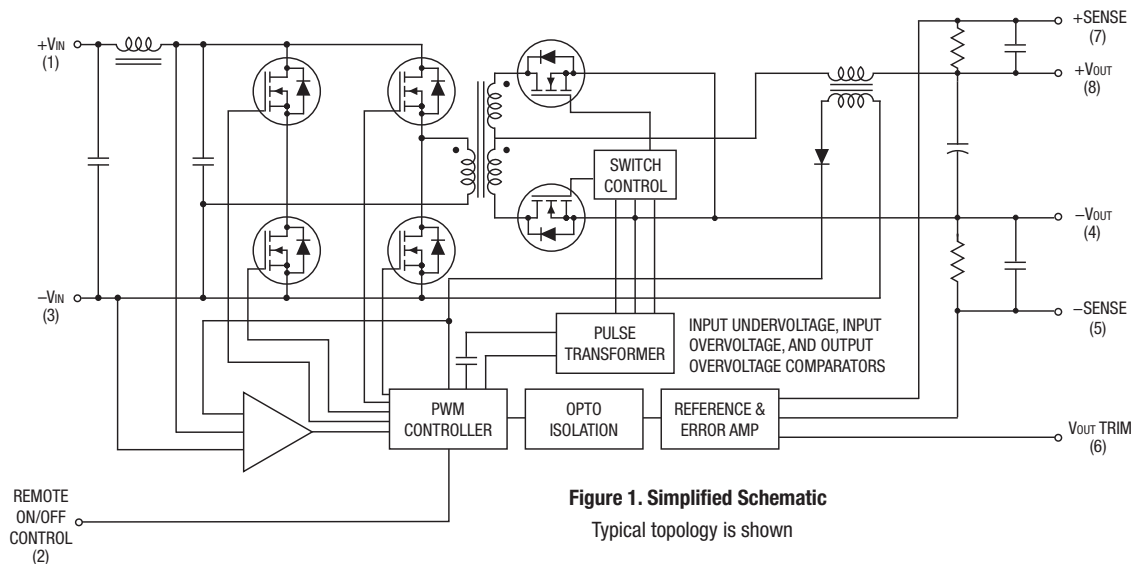 +VIN
(1)
+SENSE
(7)
+VOUT
(8)
SWITCH
CONTROL
−VOUT
(4)
−VIN
(3)
−SENSE
(5)
PULSE
TRANSFORMER
INPUT UNDERVOLTAGE, INPUT
OVERVOLTAGE, AND OUTPUT
OVERVOLTAGE COMPARATORS
PWM
CONTROLLER
OPTO
ISOLATION
REFERENCE &
ERROR AMP
VOUT TRIM
(6)
REMOTE
ON/OFF
CONTROL
(2)
Figure 1. Simplified Schematic
Typical topology is shown